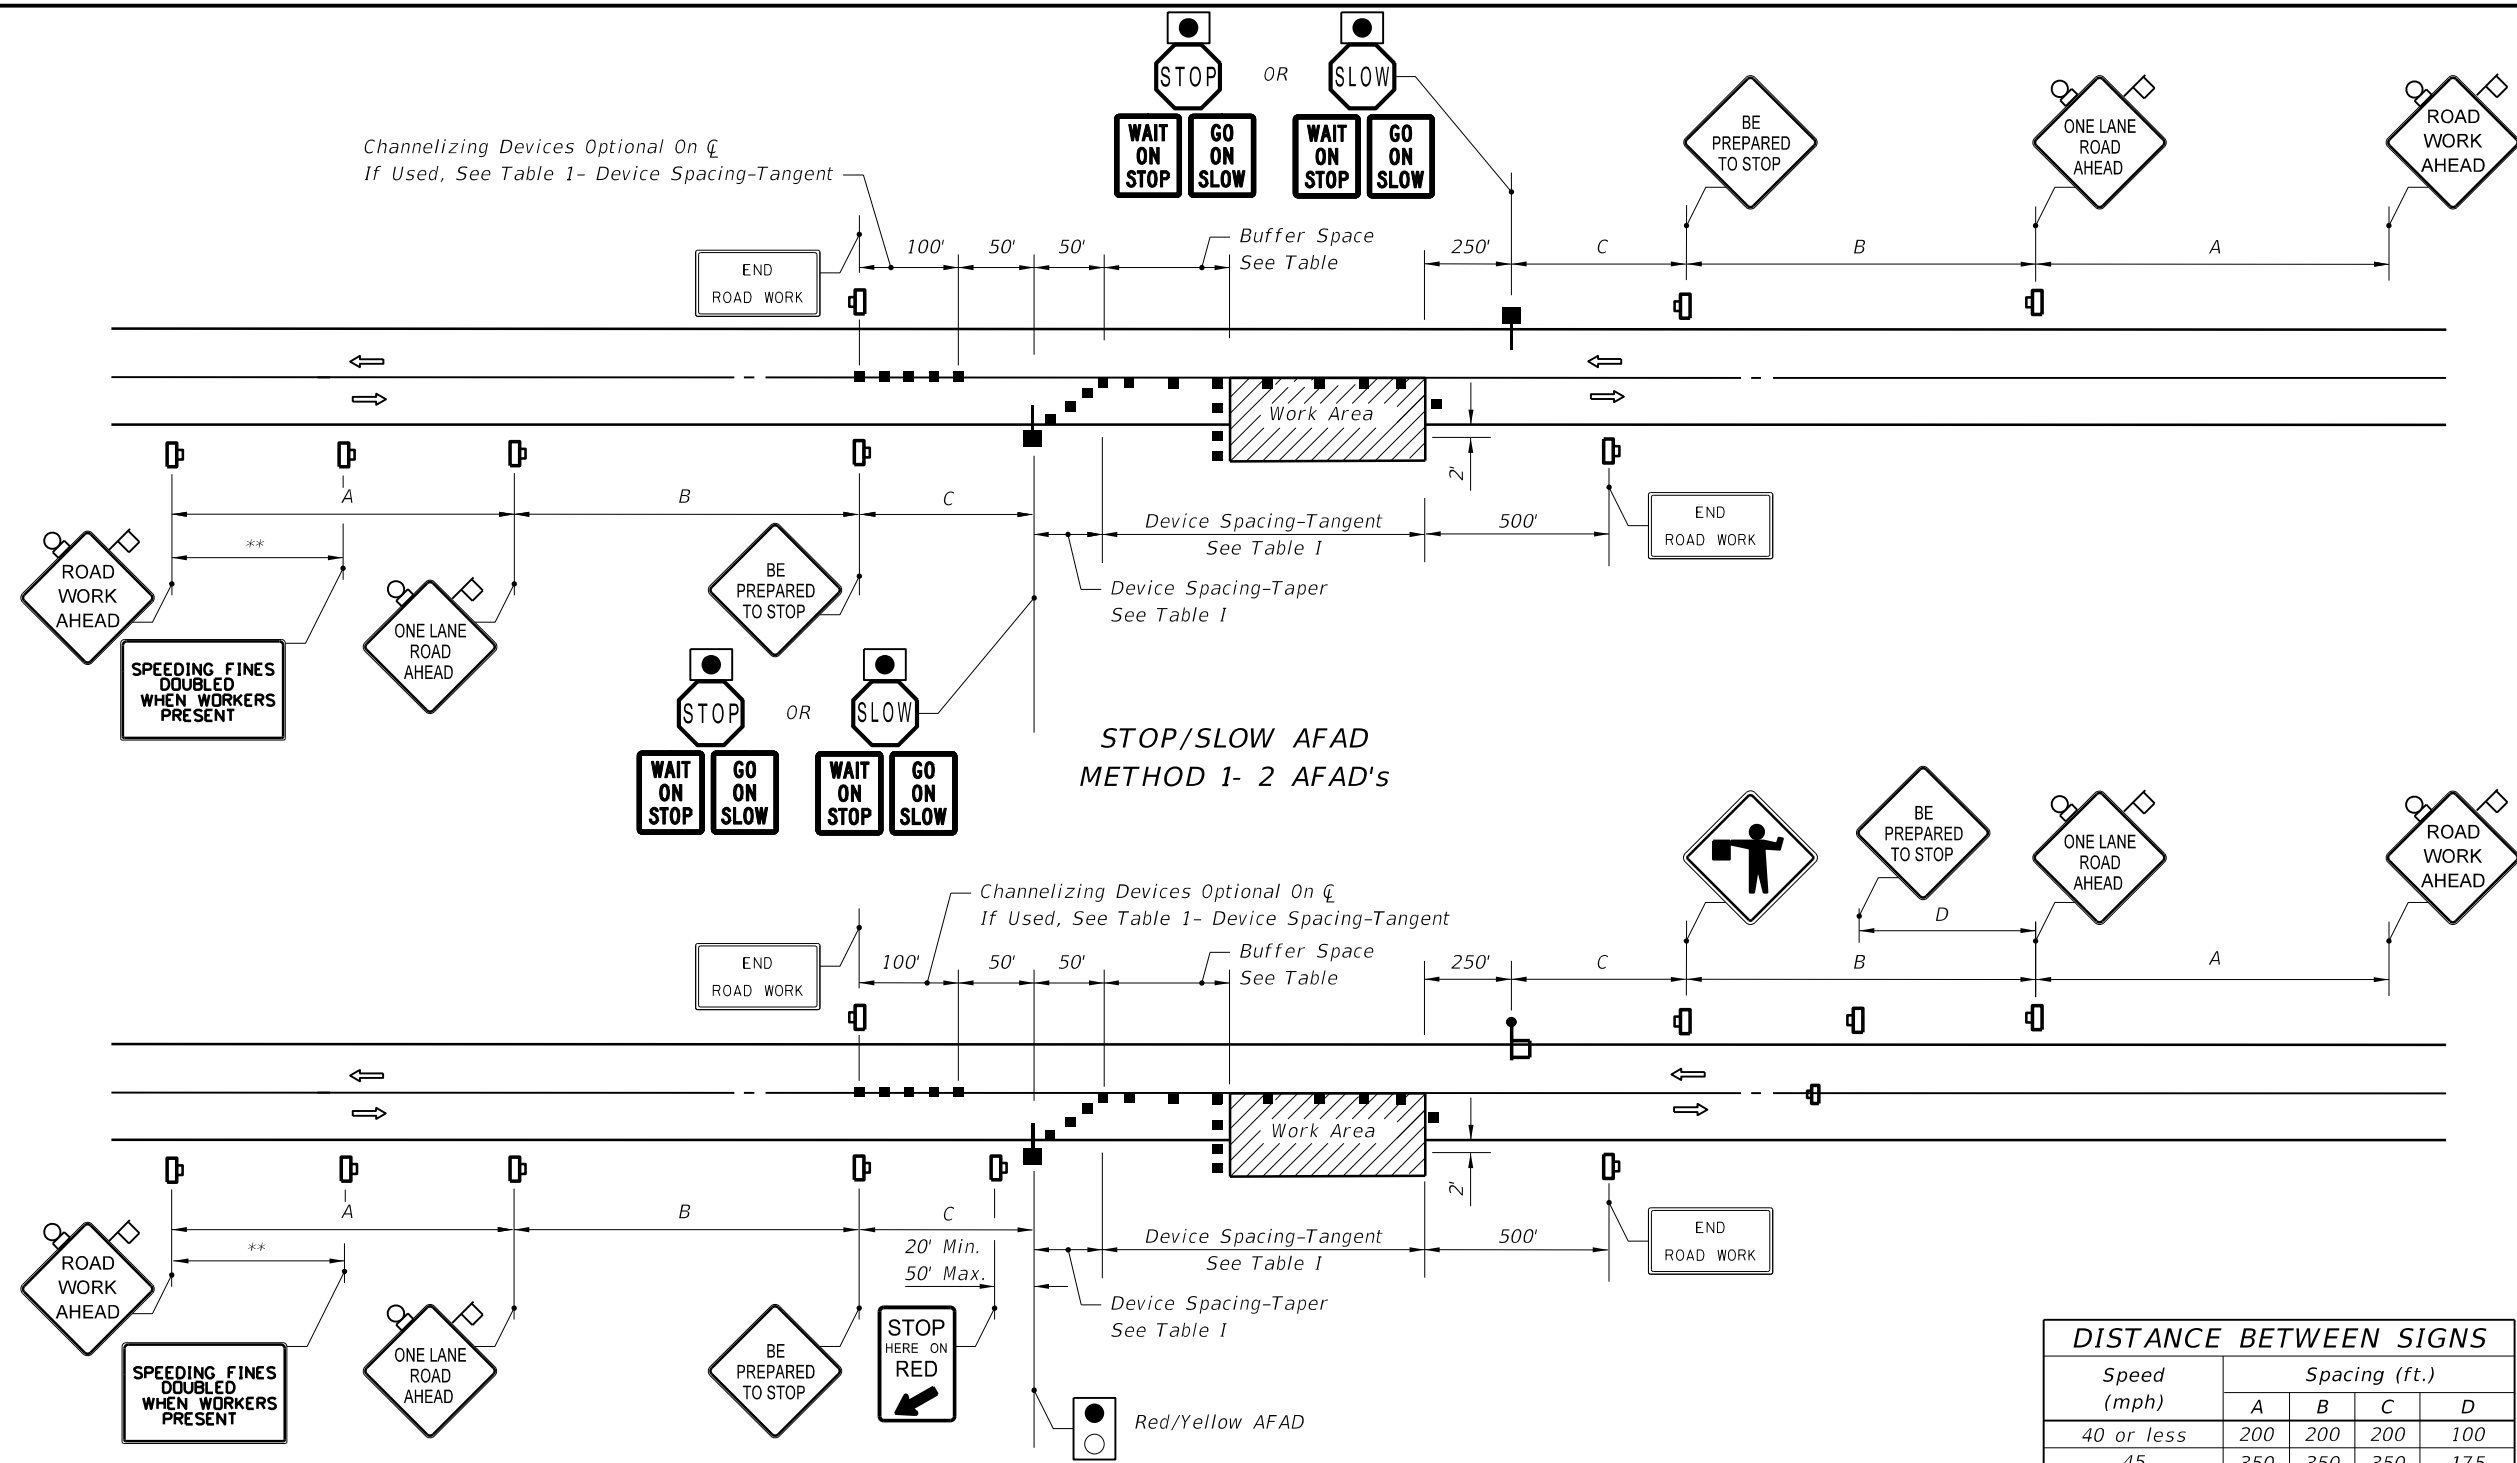 STOP
OR
SLOW
WAIT
ON
STOP
GO
ON
SLOW
WAIT
ON
STOP
GO
ON
SLOW
BE
PREPARED
TO STOP
ONE LANE
ROAD
AHEAD
ROAD
WORK
AHEAD
Channelizing Devices Optional On ℄
If Used, See Table 1- Device Spacing-Tangent
END
ROAD WORK
100'
50'
50'
Buffer Space
See Table
250'
C
B
A
Work Area
2'
A
B
C
**
Device Spacing-Tangent
See Table I
500'
END
ROAD WORK
Device Spacing-Taper
See Table I
ROAD
WORK
AHEAD
SPEEDING FINES
DOUBLED
WHEN WORKERS
PRESENT
ONE LANE
ROAD
AHEAD
BE
PREPARED
TO STOP
STOP
OR
SLOW
WAIT
ON
STOP
GO
ON
SLOW
WAIT
ON
STOP
GO
ON
SLOW
STOP/SLOW AFAD
METHOD 1- 2 AFAD's
BE
PREPARED
TO STOP
ONE LANE
ROAD
AHEAD
ROAD
WORK
AHEAD
Channelizing Devices Optional On ℄
If Used, See Table 1- Device Spacing-Tangent
END
ROAD WORK
100'
50'
50'
Buffer Space
See Table
250'
C
D
B
A
Work Area
2'
A
B
C
**
20' Min.
50' Max.
Device Spacing-Tangent
See Table I
500'
END
ROAD WORK
Device Spacing-Taper
See Table I
ROAD
WORK
AHEAD
SPEEDING FINES
DOUBLED
WHEN WORKERS
PRESENT
ONE LANE
ROAD
AHEAD
BE
PREPARED
TO STOP
STOP
HERE ON
RED
Red/Yellow AFAD
DISTANCE BETWEEN SIGNS
Speed
(mph)
Spacing (ft.)
A B C D
40 or less 200 200 200 100
45 350 350 350 175